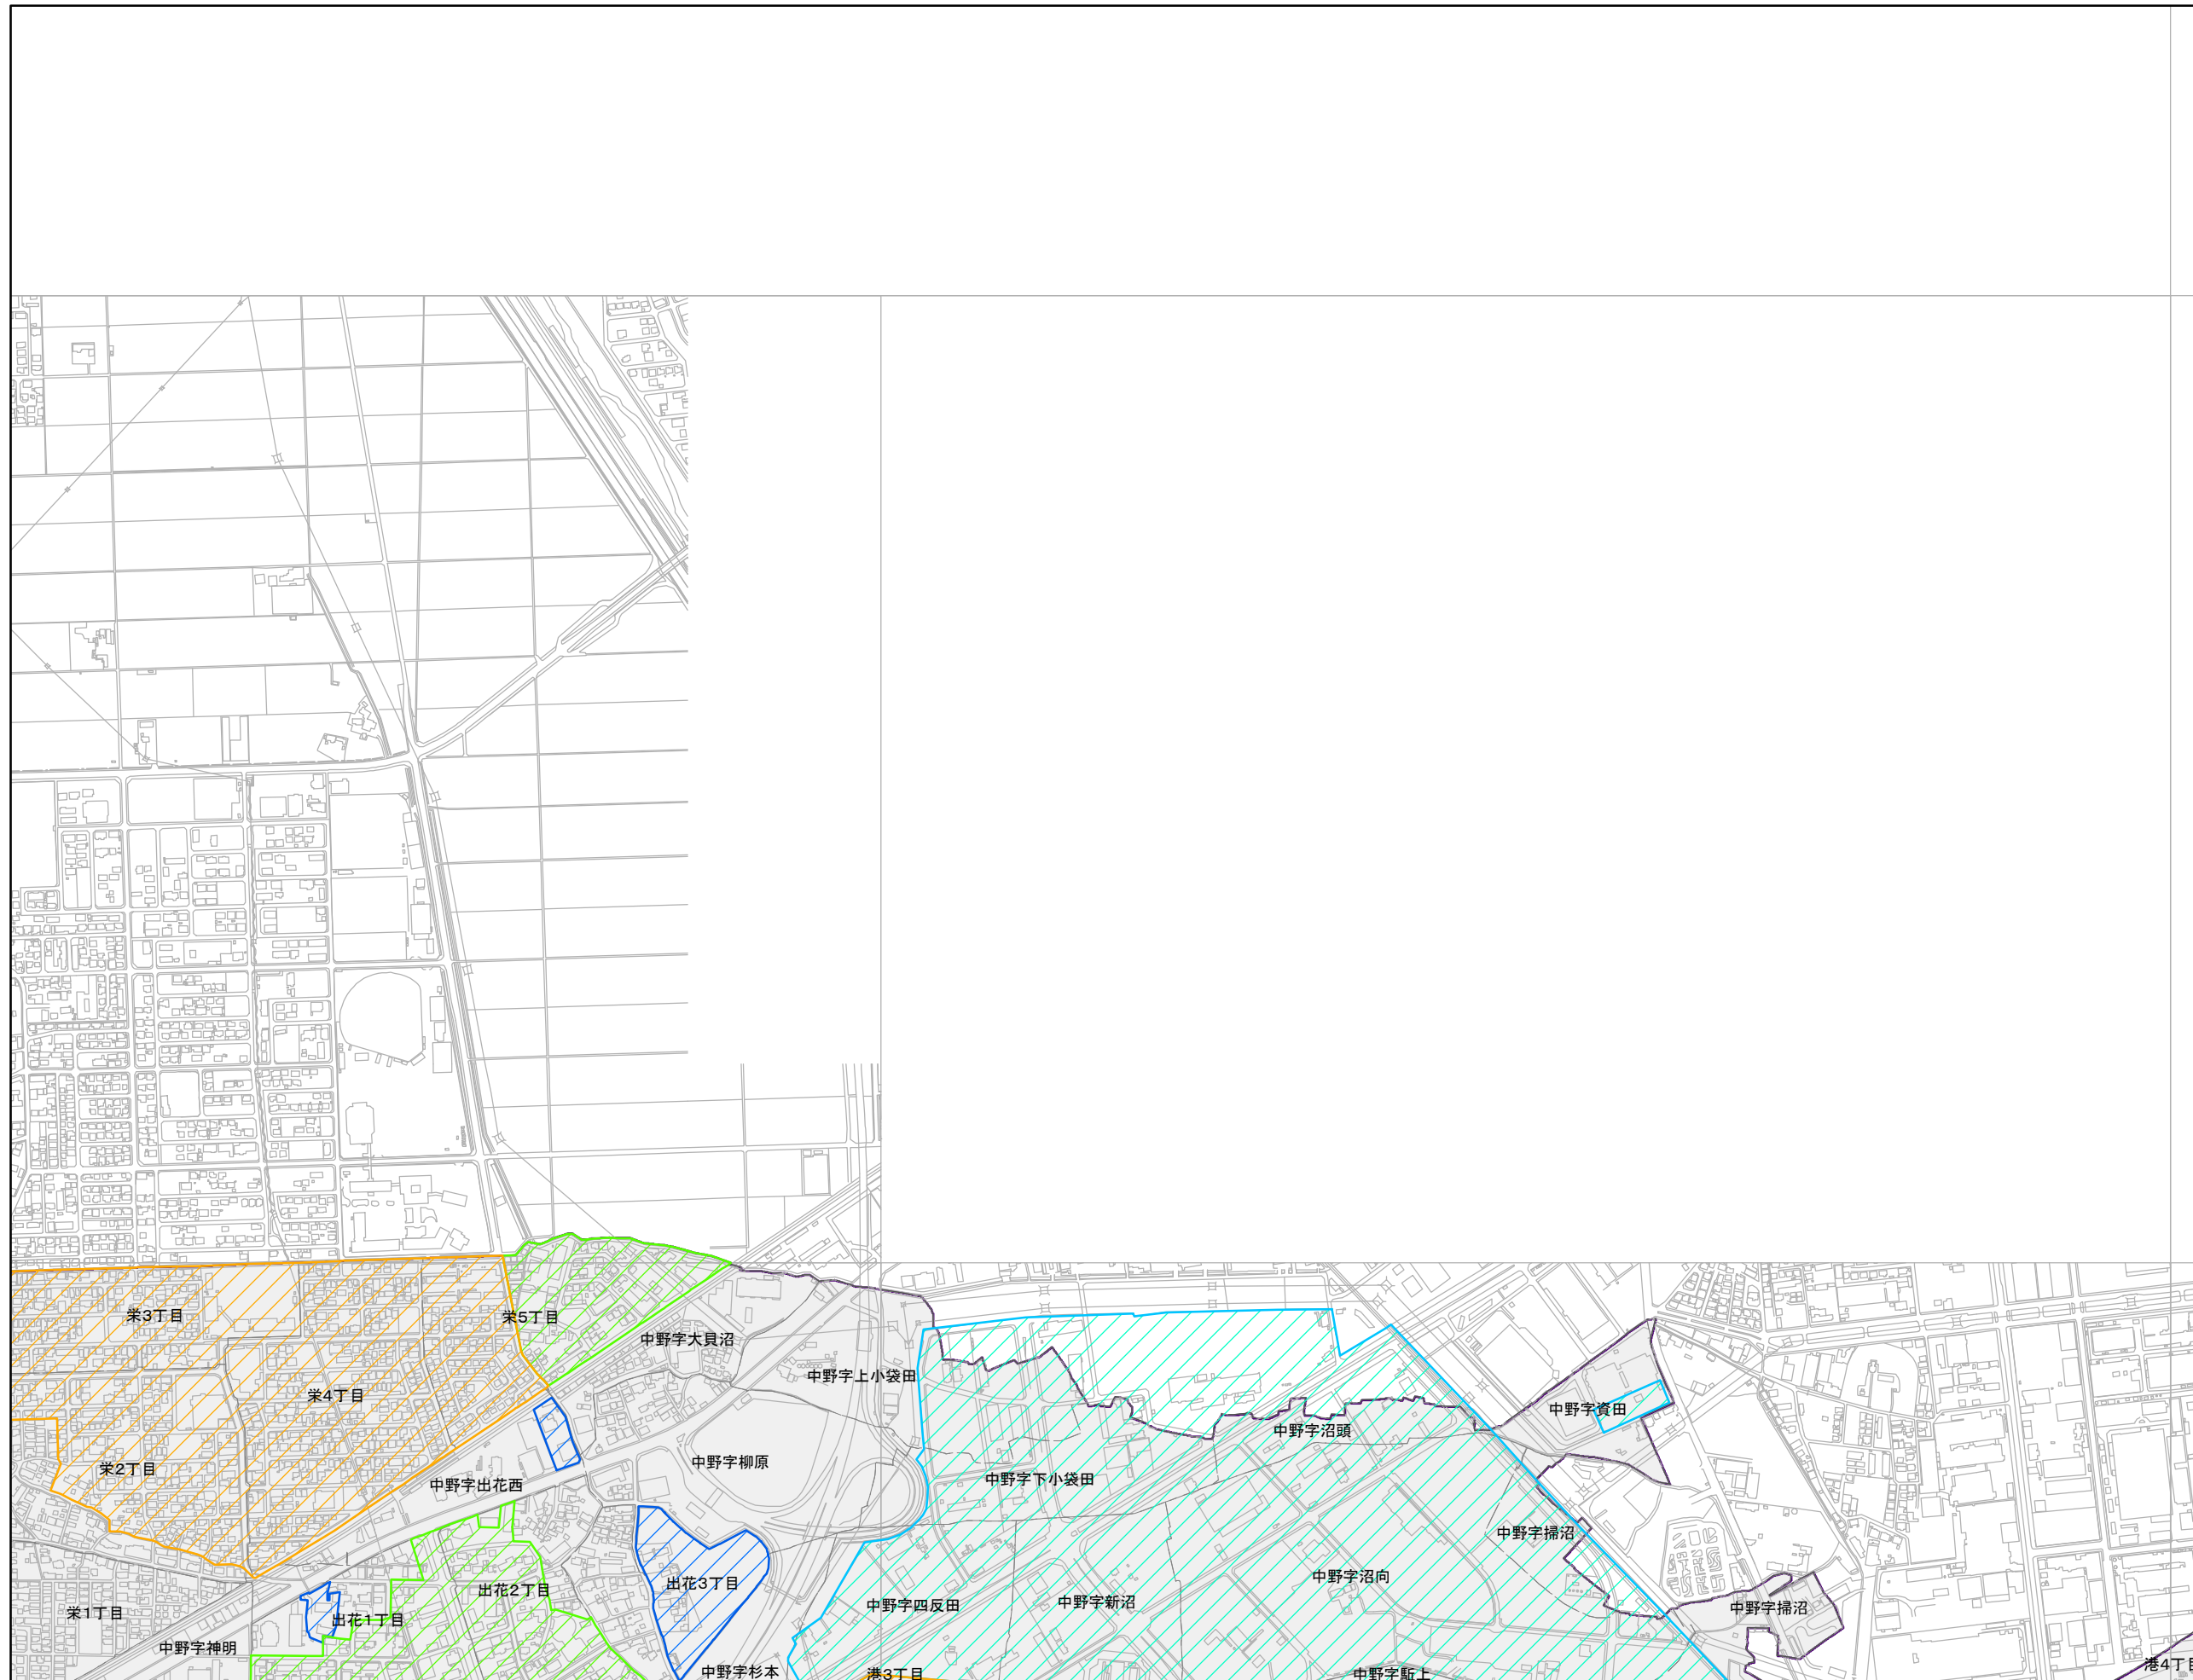 栄3丁目
栄5丁目
中野字大貝沼
中野字上小袋田
栄4丁目
中野字資田
中野字沼頭
栄2丁目
中野字柳原
中野字出花西
中野字下小袋田
中野字掃沼
出花3丁目
出花2丁目
中野字沼向
中野字四反田
中野字新沼
中野字掃沼
栄1丁目
出花1丁目
中野字神明
港4丁目
中野字杉本
港3丁目